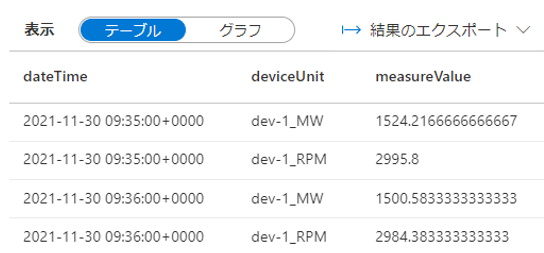 表示 テーブル グラフ 結果のエクスポート
dateTime deviceUnit measureValue
2021-11-30 09:35:00+0000 dev-1_MW 1524.2166666666667
2021-11-30 09:35:00+0000 dev-1_RPM 2995.8
2021-11-30 09:36:00+0000 dev-1_MW 1500.5833333333333
2021-11-30 09:36:00+0000 dev-1_RPM 2984.383333333333